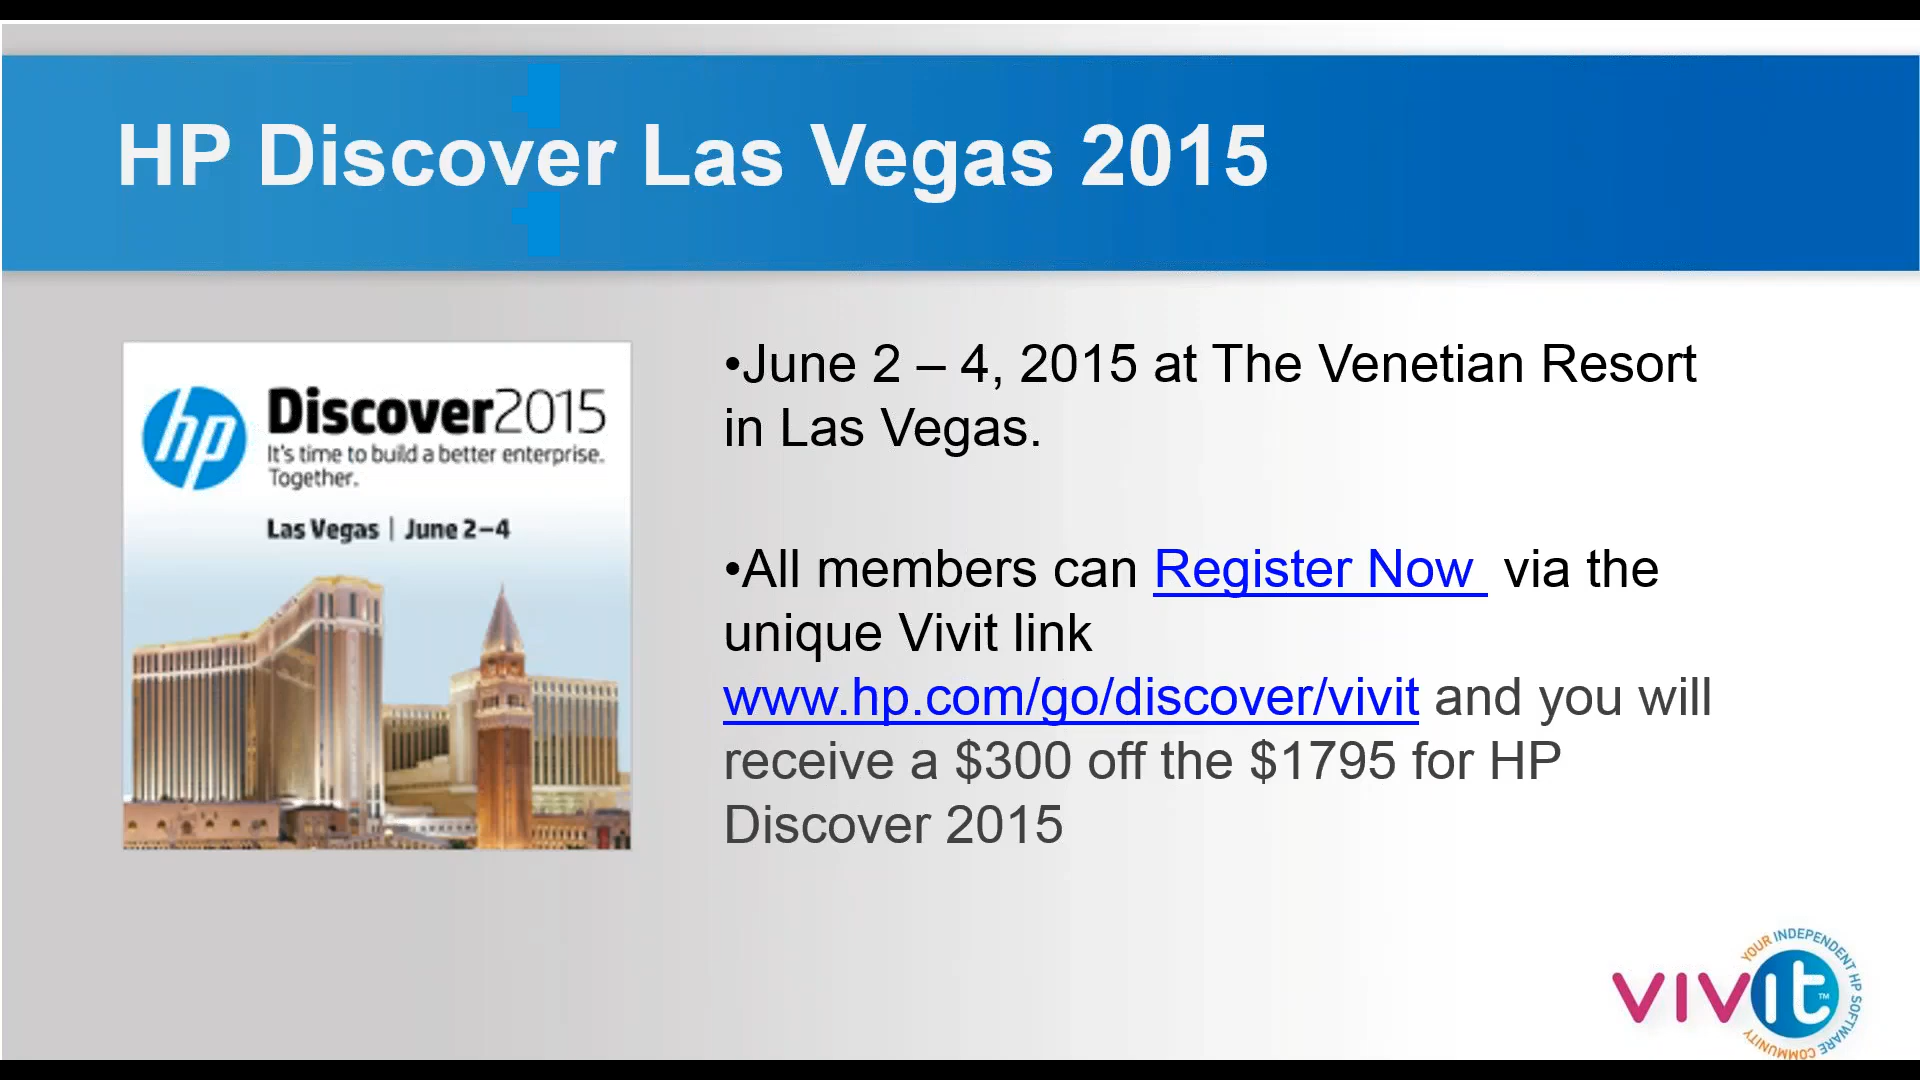 HP Discover Las Vegas 2015
hp
Discover2015
It's time to build a better enterprise.
Together.
Las Vegas | June 2–4
•June 2 – 4, 2015 at The Venetian Resort
in Las Vegas.
•All members can Register Now via the
unique Vivit link
www.hp.com/go/discover/vivit and you will
receive a $300 off the $1795 for HP
Discover 2015
YOUR INDEPENDENT HP SOFTWARE COMMUNITY
vivit™